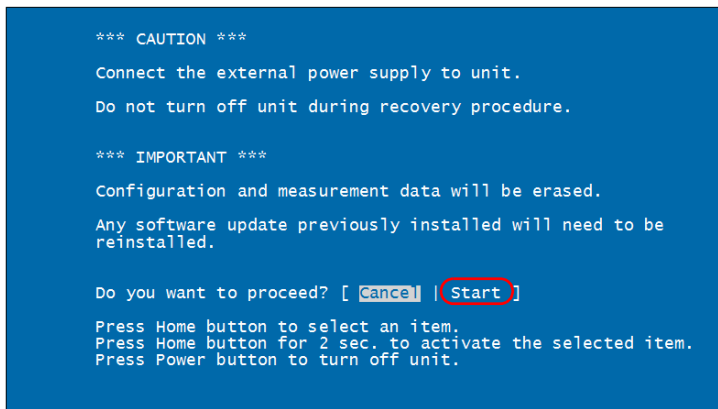 *** CAUTION ***
Connect the external power supply to unit.
Do not turn off unit during recovery procedure.
*** IMPORTANT ***
Configuration and measurement data will be erased.
Any software update previously installed will need to be
reinstalled.
Do you want to proceed? [ Cancel | Start ]
Press Home button to select an item.
Press Home button for 2 sec. to activate the selected item.
Press Power button to turn off unit.